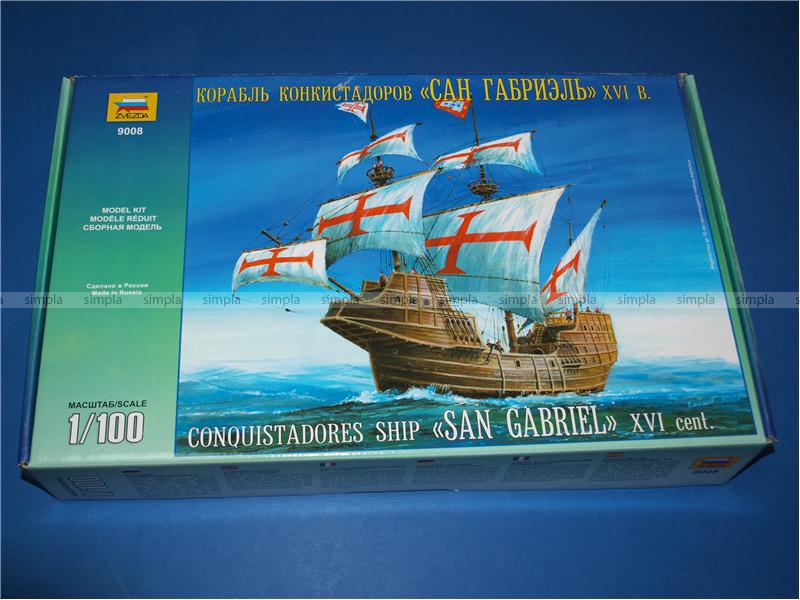 КОРАБЛЬ КОНКИСТАДОРОВ «САН ГАБРИЭЛЬ» XVI В.
ZVEZDA
9008
MODEL KIT
MODÈLE RÉDUIT
СБОРНАЯ МОДЕЛЬ
Сделано в России
Made in Russia
simpla simpla simpla simpla simpla simpla simpla simpla simpla simpla simpla simpla simpla
МАСШТАБ/SCALE
1/100
CONQUISTADORES SHIP «SAN GABRIEL» XVI cent.
9008